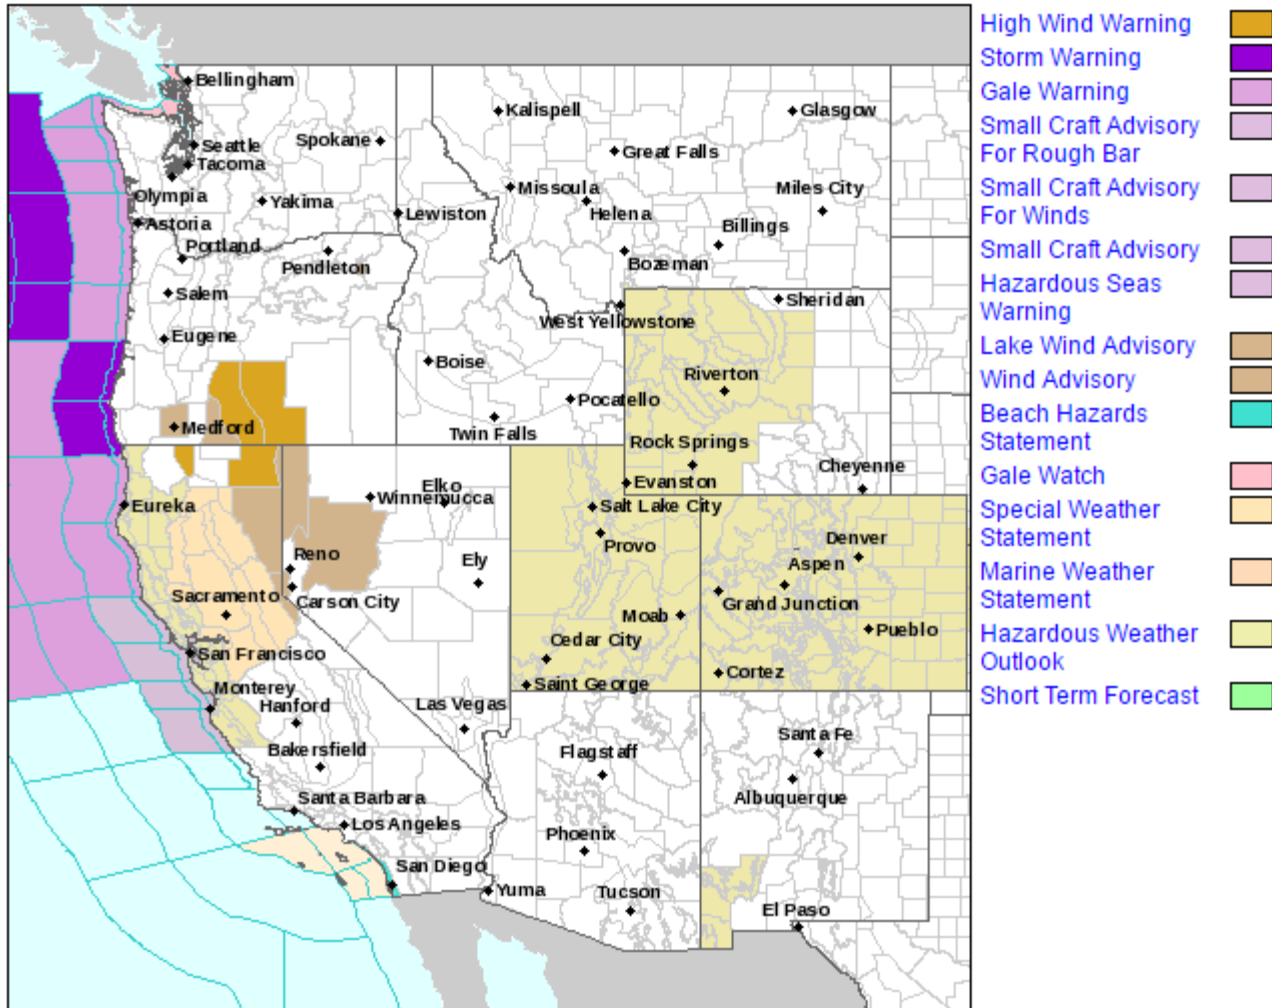 High Wind Warning
Storm Warning
Gale Warning
Small Craft Advisory
For Rough Bar
Small Craft Advisory
For Winds
Small Craft Advisory
Hazardous Seas
Warning
Lake Wind Advisory
Wind Advisory
Beach Hazards
Statement
Gale Watch
Special Weather
Statement
Marine Weather
Statement
Hazardous Weather
Outlook
Short Term Forecast
Bellingham
Kalispell
Glasgow
Seattle
Spokane
Great Falls
Tacoma
Missoula
Miles City
Olympia
Yakima
Helena
Lewiston
Astoria
Billings
Portland
Pendleton
Bozeman
Salem
Sheridan
West Yellowstone
Eugene
Boise
Riverton
Pocatello
Medford
Twin Falls
Rock Springs
Cheyenne
Evanston
Elko
Winnemucca
Eureka
Salt Lake City
Denver
Provo
Reno
Ely
Aspen
Sacramento
Carson City
Grand Junction
Moab
Pueblo
Cedar City
San Francisco
Cortez
Saint George
Monterey
Hanford
Las Vegas
Santa Fe
Bakersfield
Flagstaff
Santa Barbara
Albuquerque
Los Angeles
Phoenix
San Diego
Yuma
Tucson
El Paso